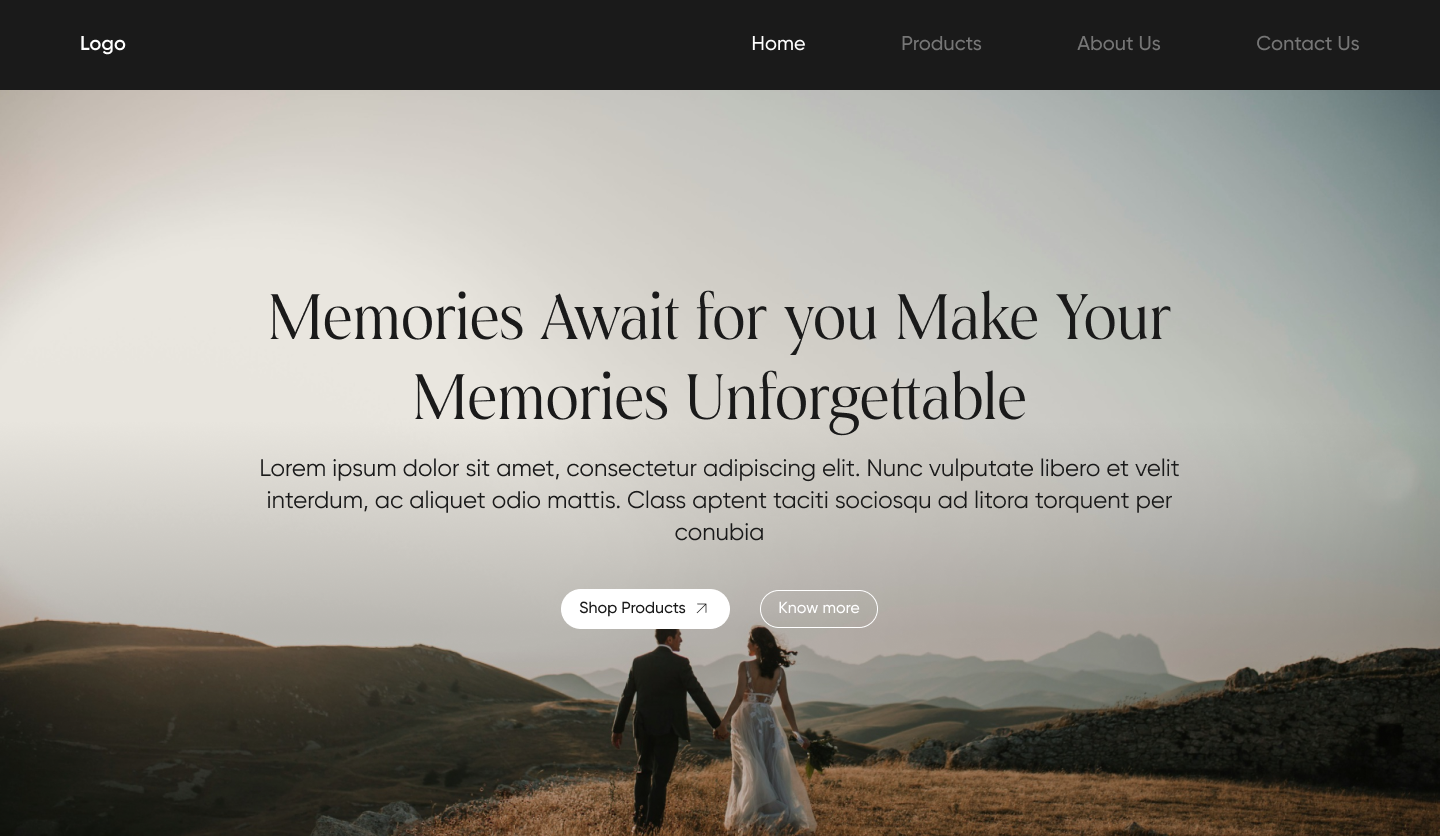 Logo
Home
Products
About Us
Contact Us
Memories Await for you Make Your
Memories Unforgettable
Lorem ipsum dolor sit amet, consectetur adipiscing elit. Nunc vulputate libero et velit
interdum, ac aliquet odio mattis. Class aptent taciti sociosqu ad litora torquent per
conubia
Shop Products
Know more